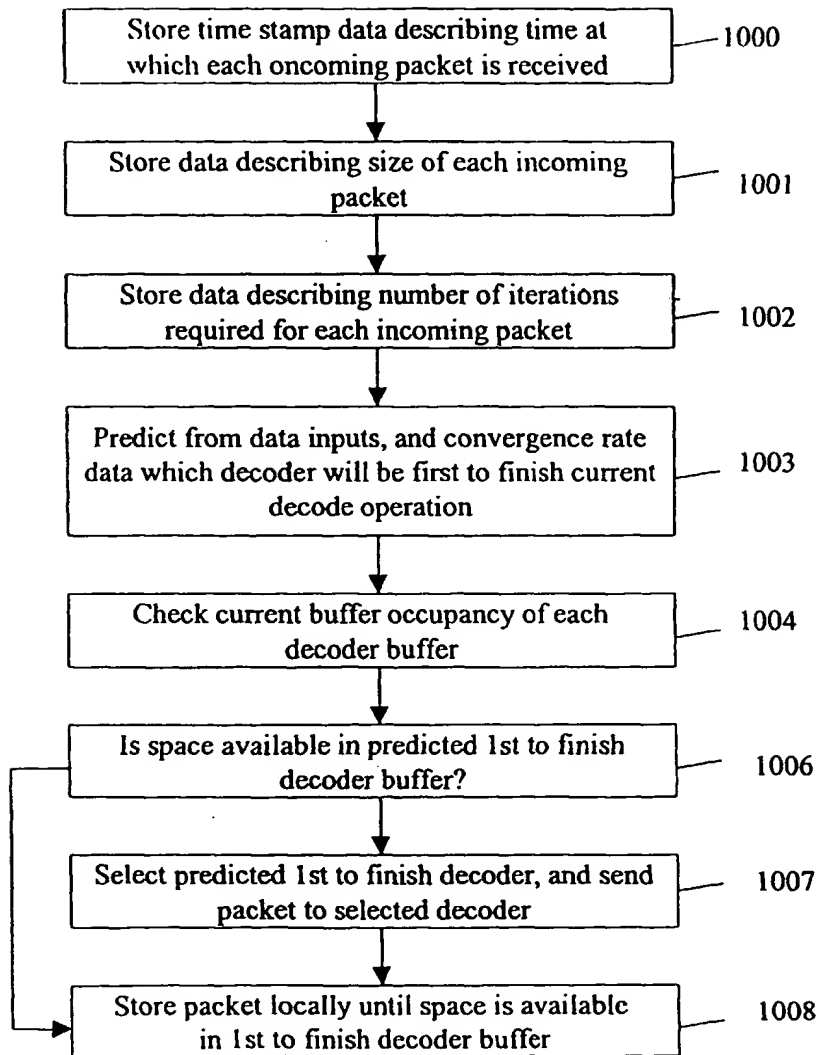 Store time stamp data describing time at
which each oncoming packet is received
1000
Store data describing size of each incoming
packet
1001
Store data describing number of iterations
required for each incoming packet
1002
Predict from data inputs, and convergence rate
data which decoder will be first to finish current
decode operation
1003
Check current buffer occupancy of each
decoder buffer
1004
Is space available in predicted 1st to finish
decoder buffer?
1006
Select predicted 1st to finish decoder, and send
packet to selected decoder
1007
Store packet locally until space is available
in 1st to finish decoder buffer
1008